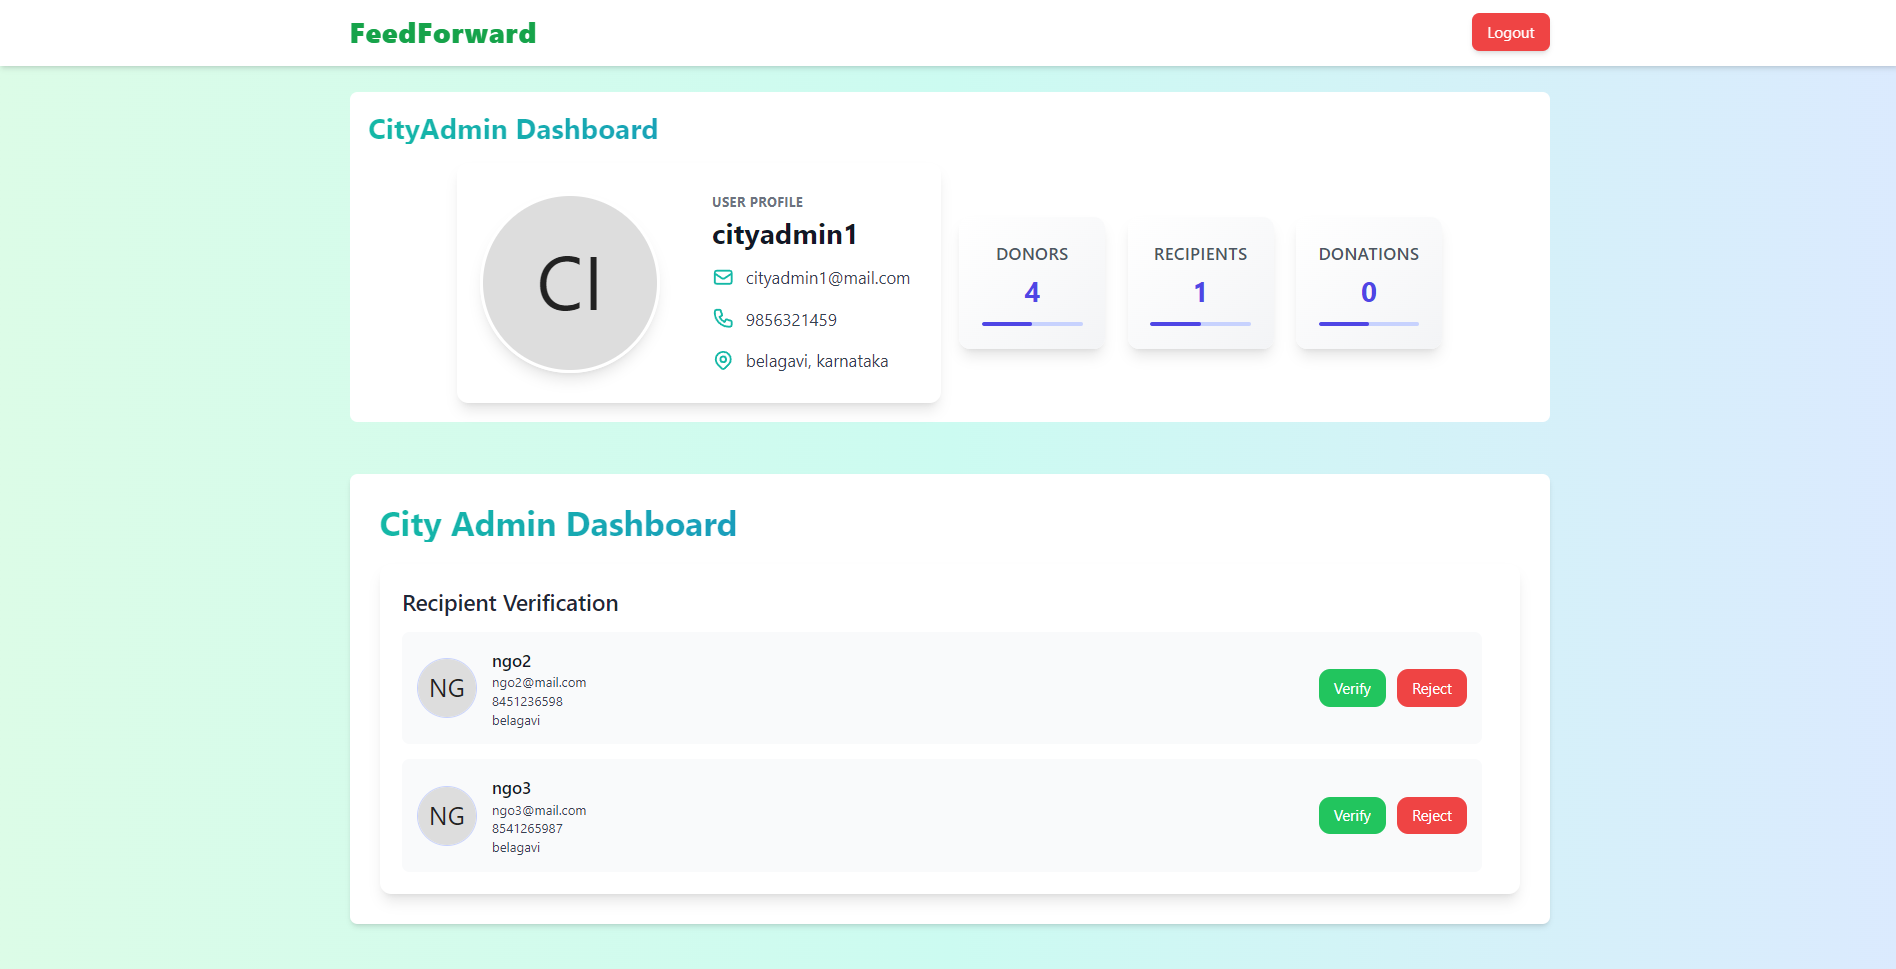 FeedForward
Logout
CityAdmin Dashboard
CI
USER PROFILE
cityadmin1
cityadmin1@mail.com
9856321459
belagavi, karnataka
DONORS
4
RECIPIENTS
1
DONATIONS
0
City Admin Dashboard
Recipient Verification
NG
ngo2
ngo2@mail.com
8451236598
belagavi
Verify
Reject
NG
ngo3
ngo3@mail.com
8541265987
belagavi
Verify
Reject